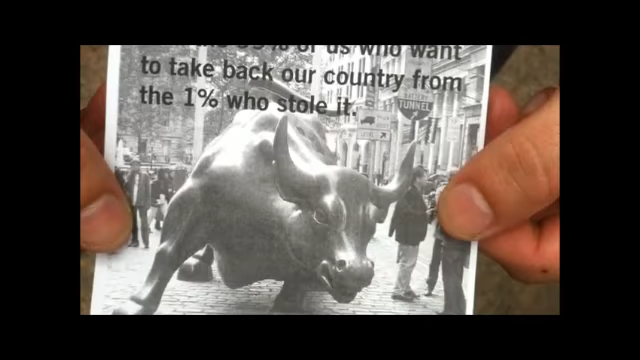 of us who want
to take back our country from
the 1% who stole it.
TUNNEL